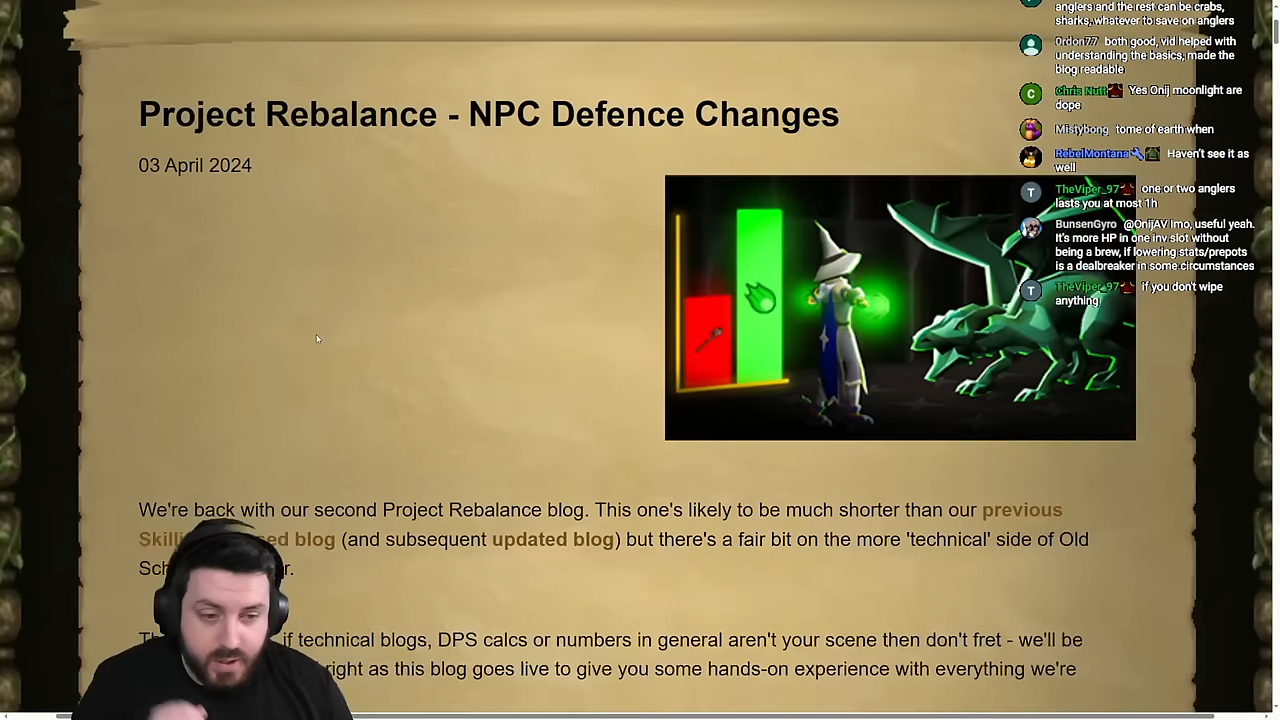 Project Rebalance - NPC Defence Changes
03 April 2024
We're back with our second Project Rebalance blog. This one's likely to be much shorter than our previous
blog (and subsequent updated blog) but there's a fair bit on the more 'technical' side of Old
if technical blogs, DPS calcs or numbers in general aren't your scene then don't fret - we'll be
right as this blog goes live to give you some hands-on experience with everything we're
anglers and the rest can be crabs,
sharks, whatever to save on anglers
Ordon77 both good, vid helped with
understanding the basics, made the
blog readable
Chris Nutt Yes Onij moonlight are
dope
Mistybong tome of earth when
RebelMontana Haven't see it as
well
TheViper_97 one or two anglers
lasts you at most 1h
BunsenGyro @OnijAV Imo, useful yeah.
It's more HP in one inv slot without
being a brew, if lowering stats/prepots
is a dealbreaker in some circumstances
TheViper_97 if you don't wipe
anything
C
T
T